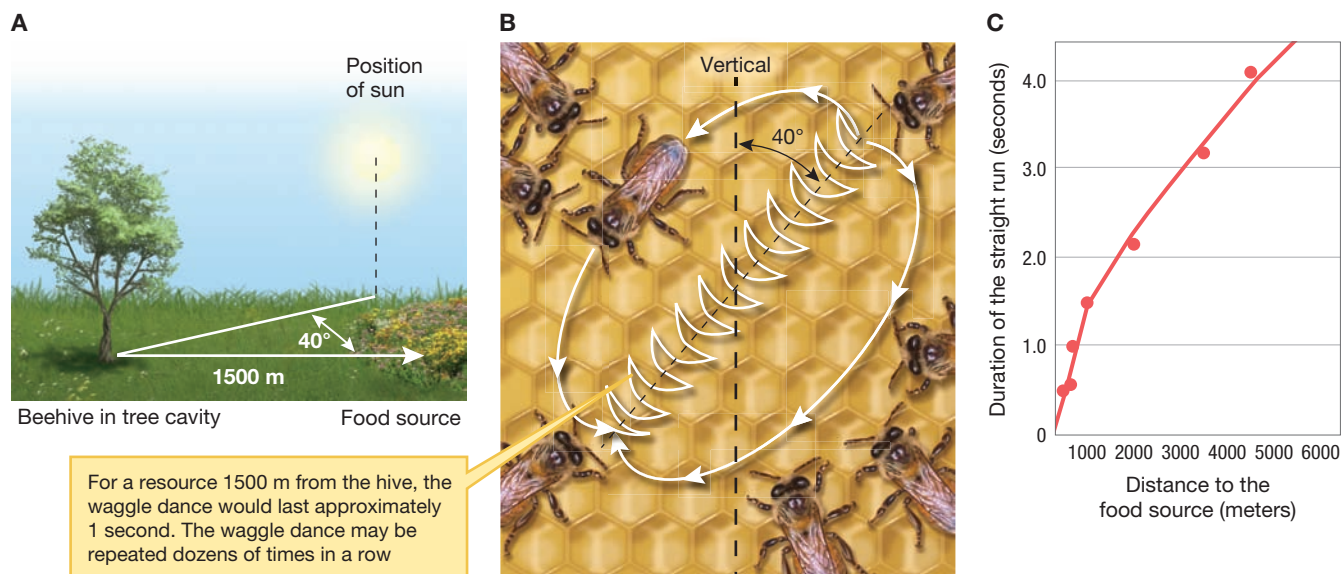 A
Position
of sun
40°
1500 m
Beehive in tree cavity
Food source
For a resource 1500 m from the hive, the
waggle dance would last approximately
1 second. The waggle dance may be
repeated dozens of times in a row
B
Vertical
40°
C
Duration of the straight run (seconds)
4.0
3.0
2.0
1.0
0
1000 2000 3000 4000 5000 6000
Distance to the
food source (meters)